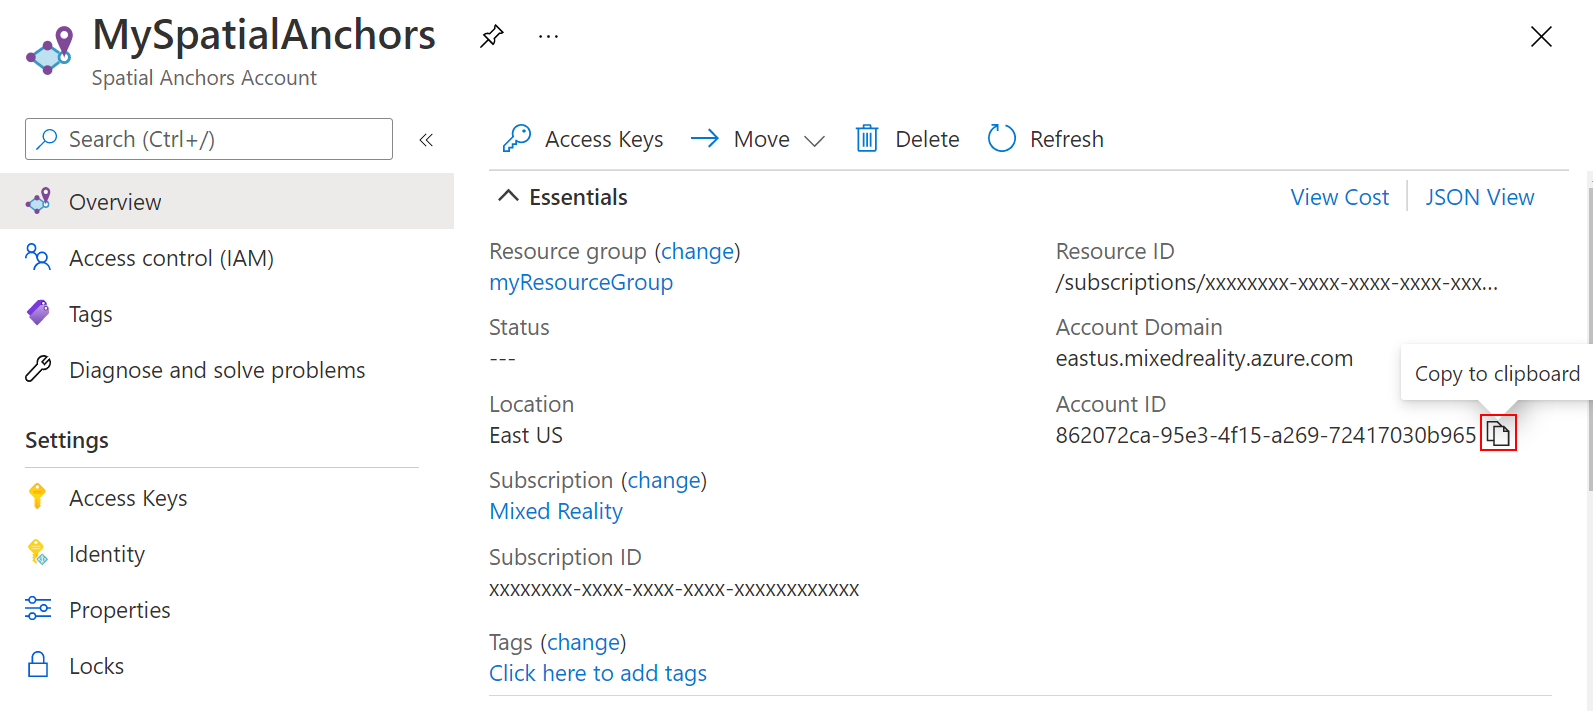 MySpatialAnchors
...
Spatial Anchors Account
Search (Ctrl+/)
«
Access Keys
Move
Delete
Refresh
Overview
Access control (IAM)
Tags
Diagnose and solve problems
Settings
Access Keys
Identity
Properties
Locks
Essentials
View Cost
JSON View
Resource group (change)
myResourceGroup
Status
---
Location
East US
Subscription (change)
Mixed Reality
Subscription ID
xxxxxxxx-xxxx-xxxx-xxxx-xxxxxxxxxxxx
Tags (change)
Click here to add tags
Resource ID
/subscriptions/xxxxxxxx-xxxx-xxxx-xxxx-xxx...
Account Domain
eastus.mixedreality.azure.com
Copy to clipboard
Account ID
862072ca-95e3-4f15-a269-72417030b965